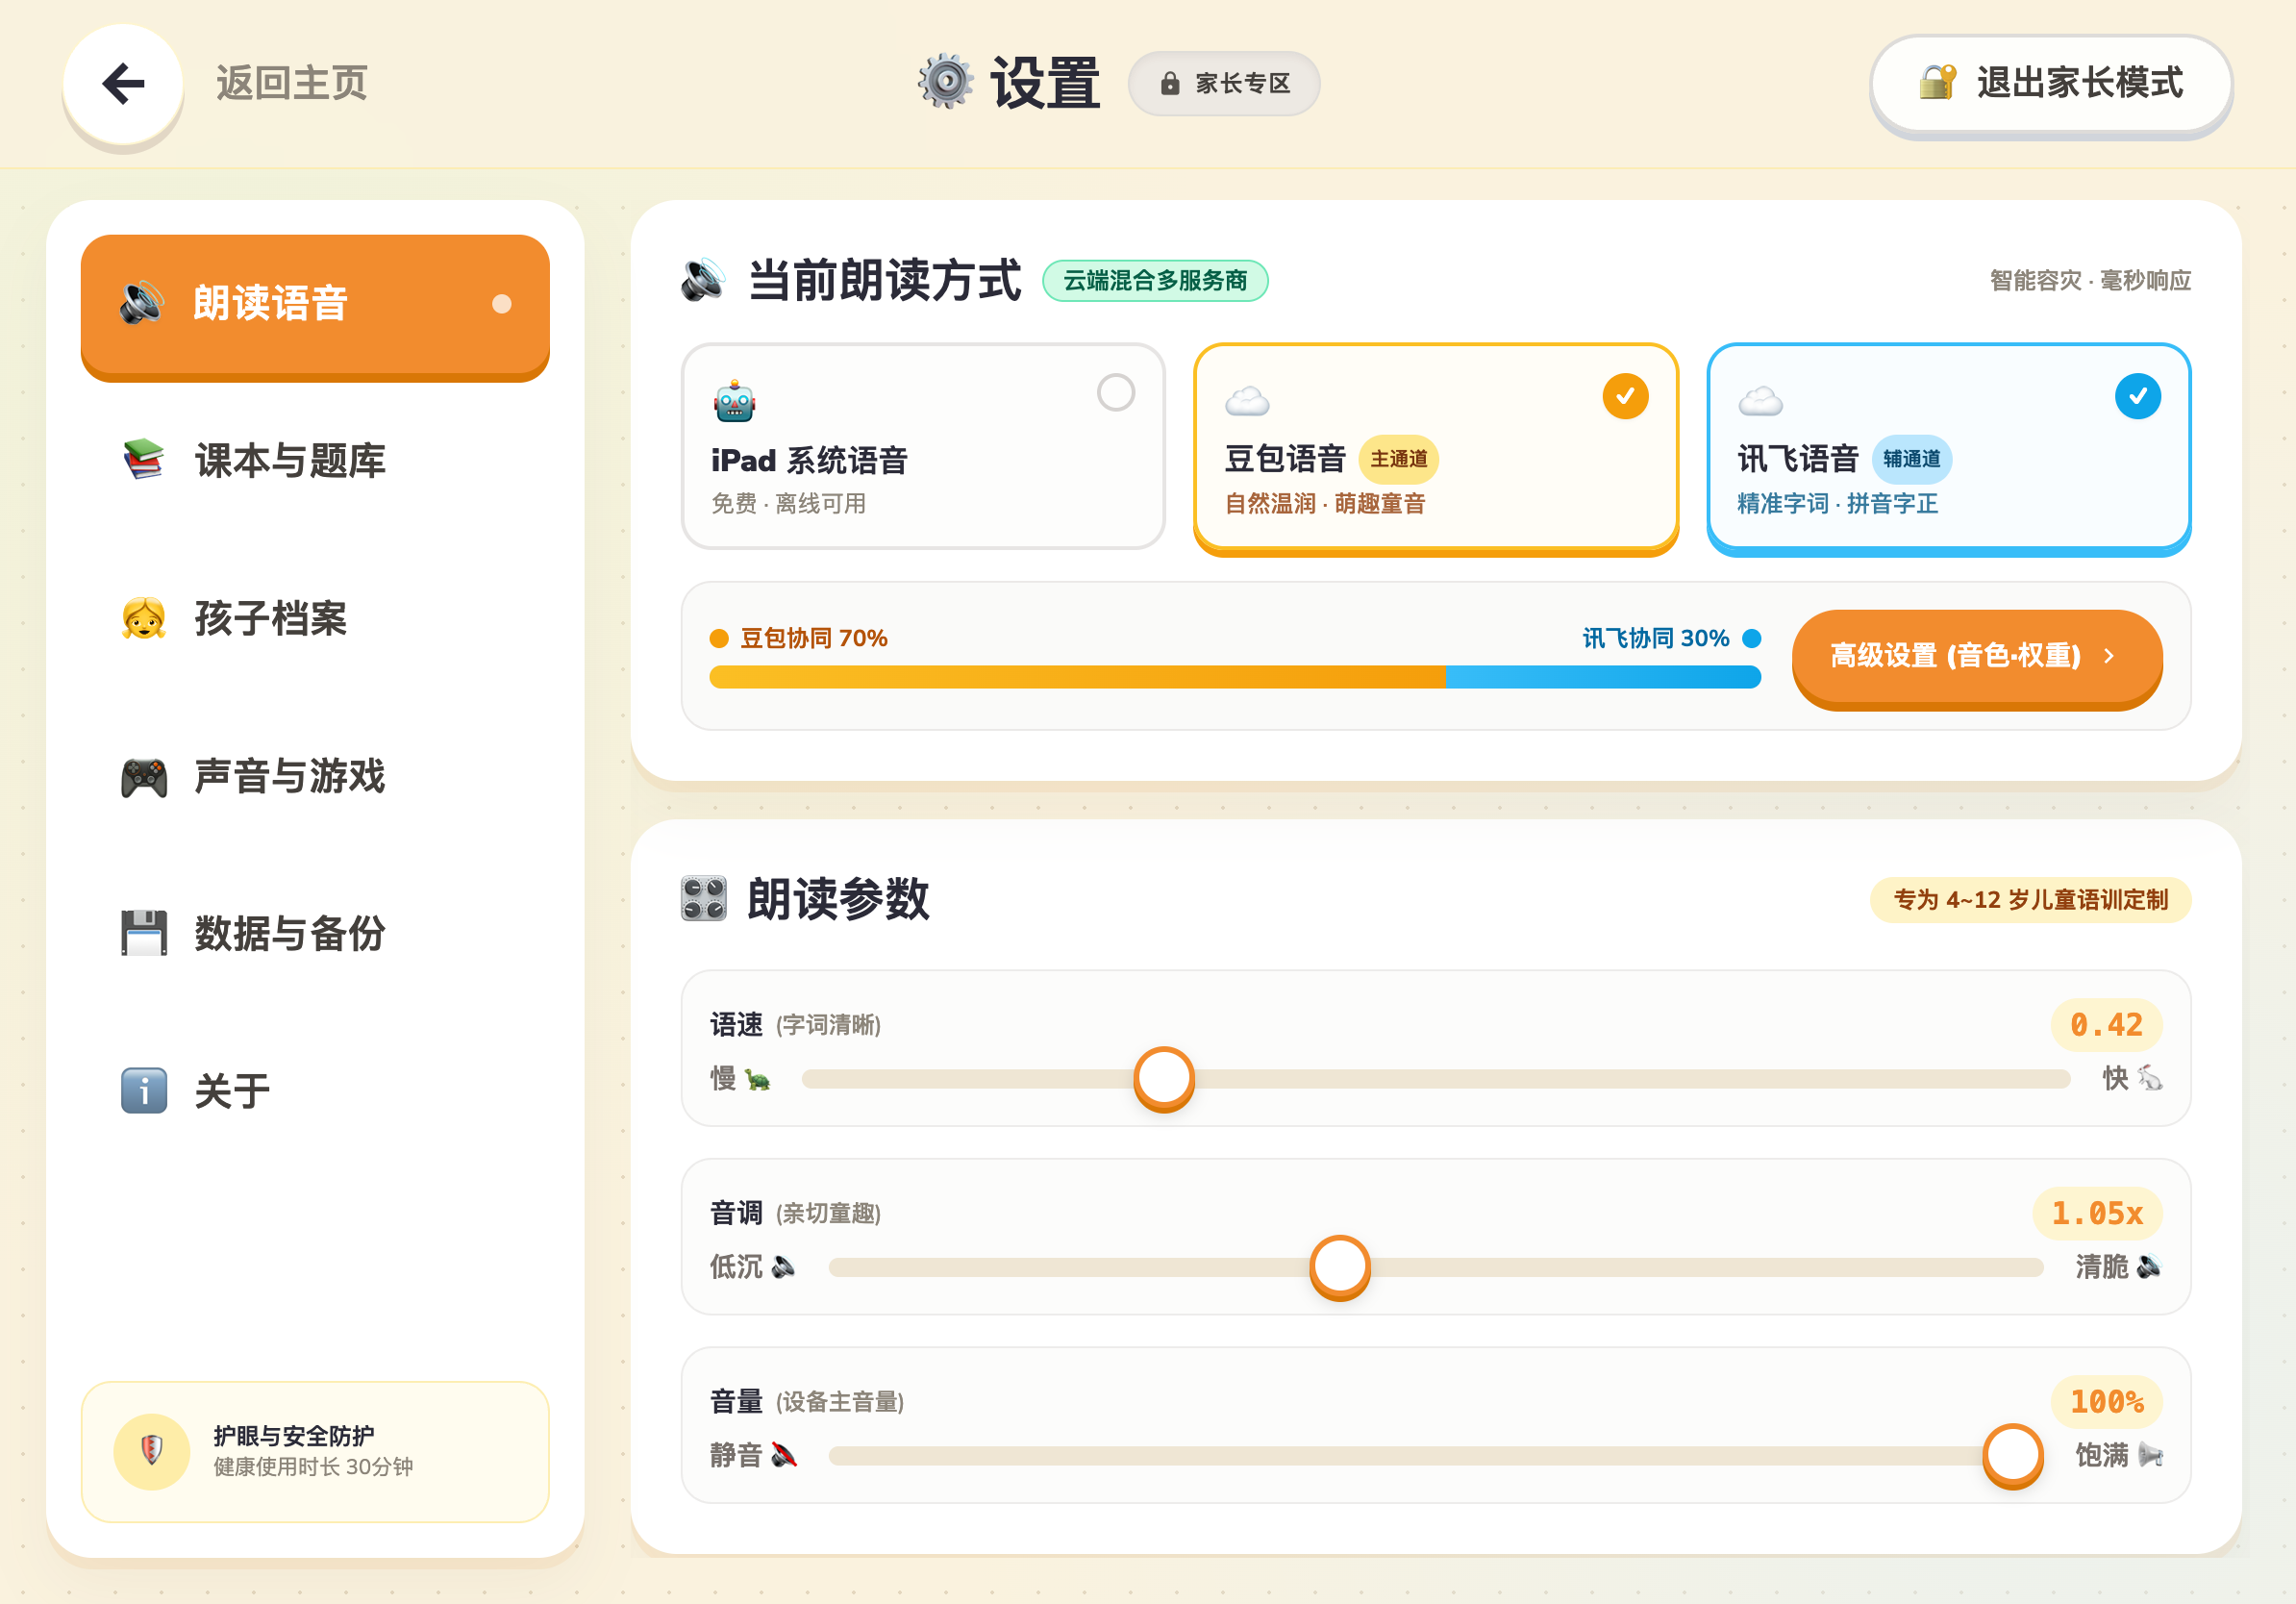 返回主页
设置
家长专区
退出家长模式
朗读语音
课本与题库
孩子档案
声音与游戏
数据与备份
关于
护眼与安全防护
健康使用时长 30分钟
当前朗读方式
云端混合多服务商
智能容灾 · 毫秒响应
iPad 系统语音
免费 · 离线可用
豆包语音 主通道
自然温润 · 萌趣童音
讯飞语音 辅通道
精准字词 · 拼音字正
豆包协同 70%
讯飞协同 30%
高级设置 (音色·权重)
朗读参数
专为 4~12 岁儿童语训定制
语速 (字词清晰)
0.42
慢
快
音调 (亲切童趣)
1.05x
低沉
清脆
音量 (设备主音量)
100%
静音
饱满